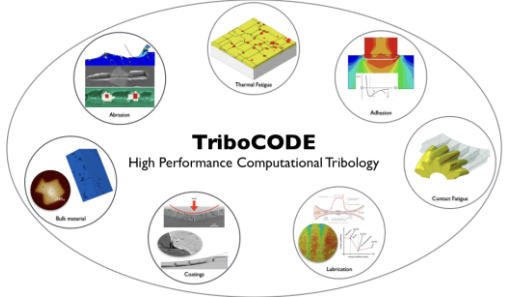 Thermal Fatigue
Abrasion
Adhesion
TriboCODE
High Performance Computational Tribology
Contact Fatigue
Bulk material
Coatings
Lubrication